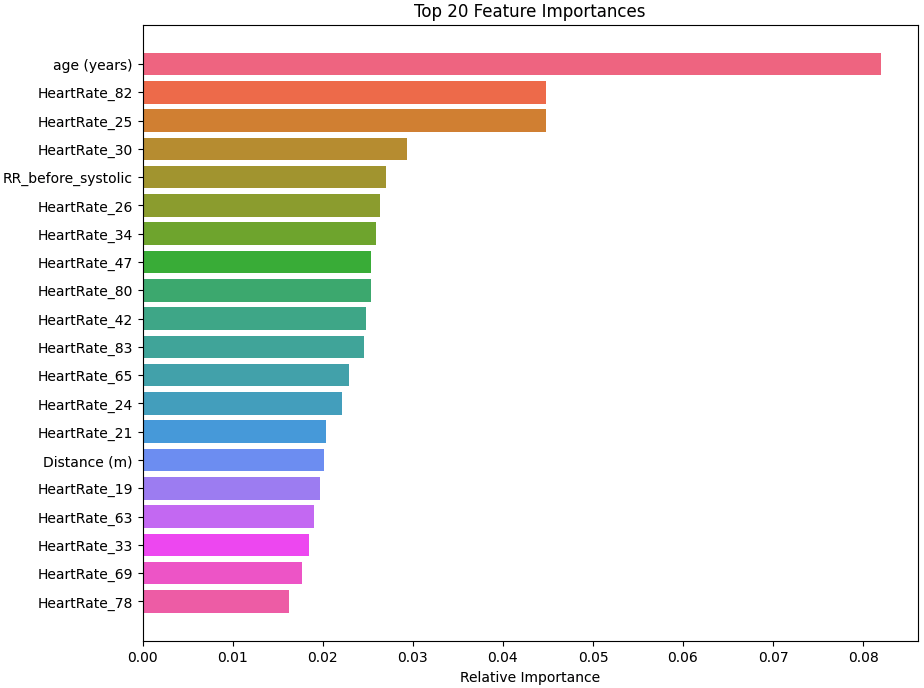 Top 20 Feature Importances
age (years)
HeartRate_82
HeartRate_25
HeartRate_30
RR_before_systolic
HeartRate_26
HeartRate_34
HeartRate_47
HeartRate_80
HeartRate_42
HeartRate_83
HeartRate_65
HeartRate_24
HeartRate_21
Distance (m)
HeartRate_19
HeartRate_63
HeartRate_33
HeartRate_69
HeartRate_78
0.00 0.01 0.02 0.03 0.04 0.05 0.06 0.07 0.08
Relative Importance